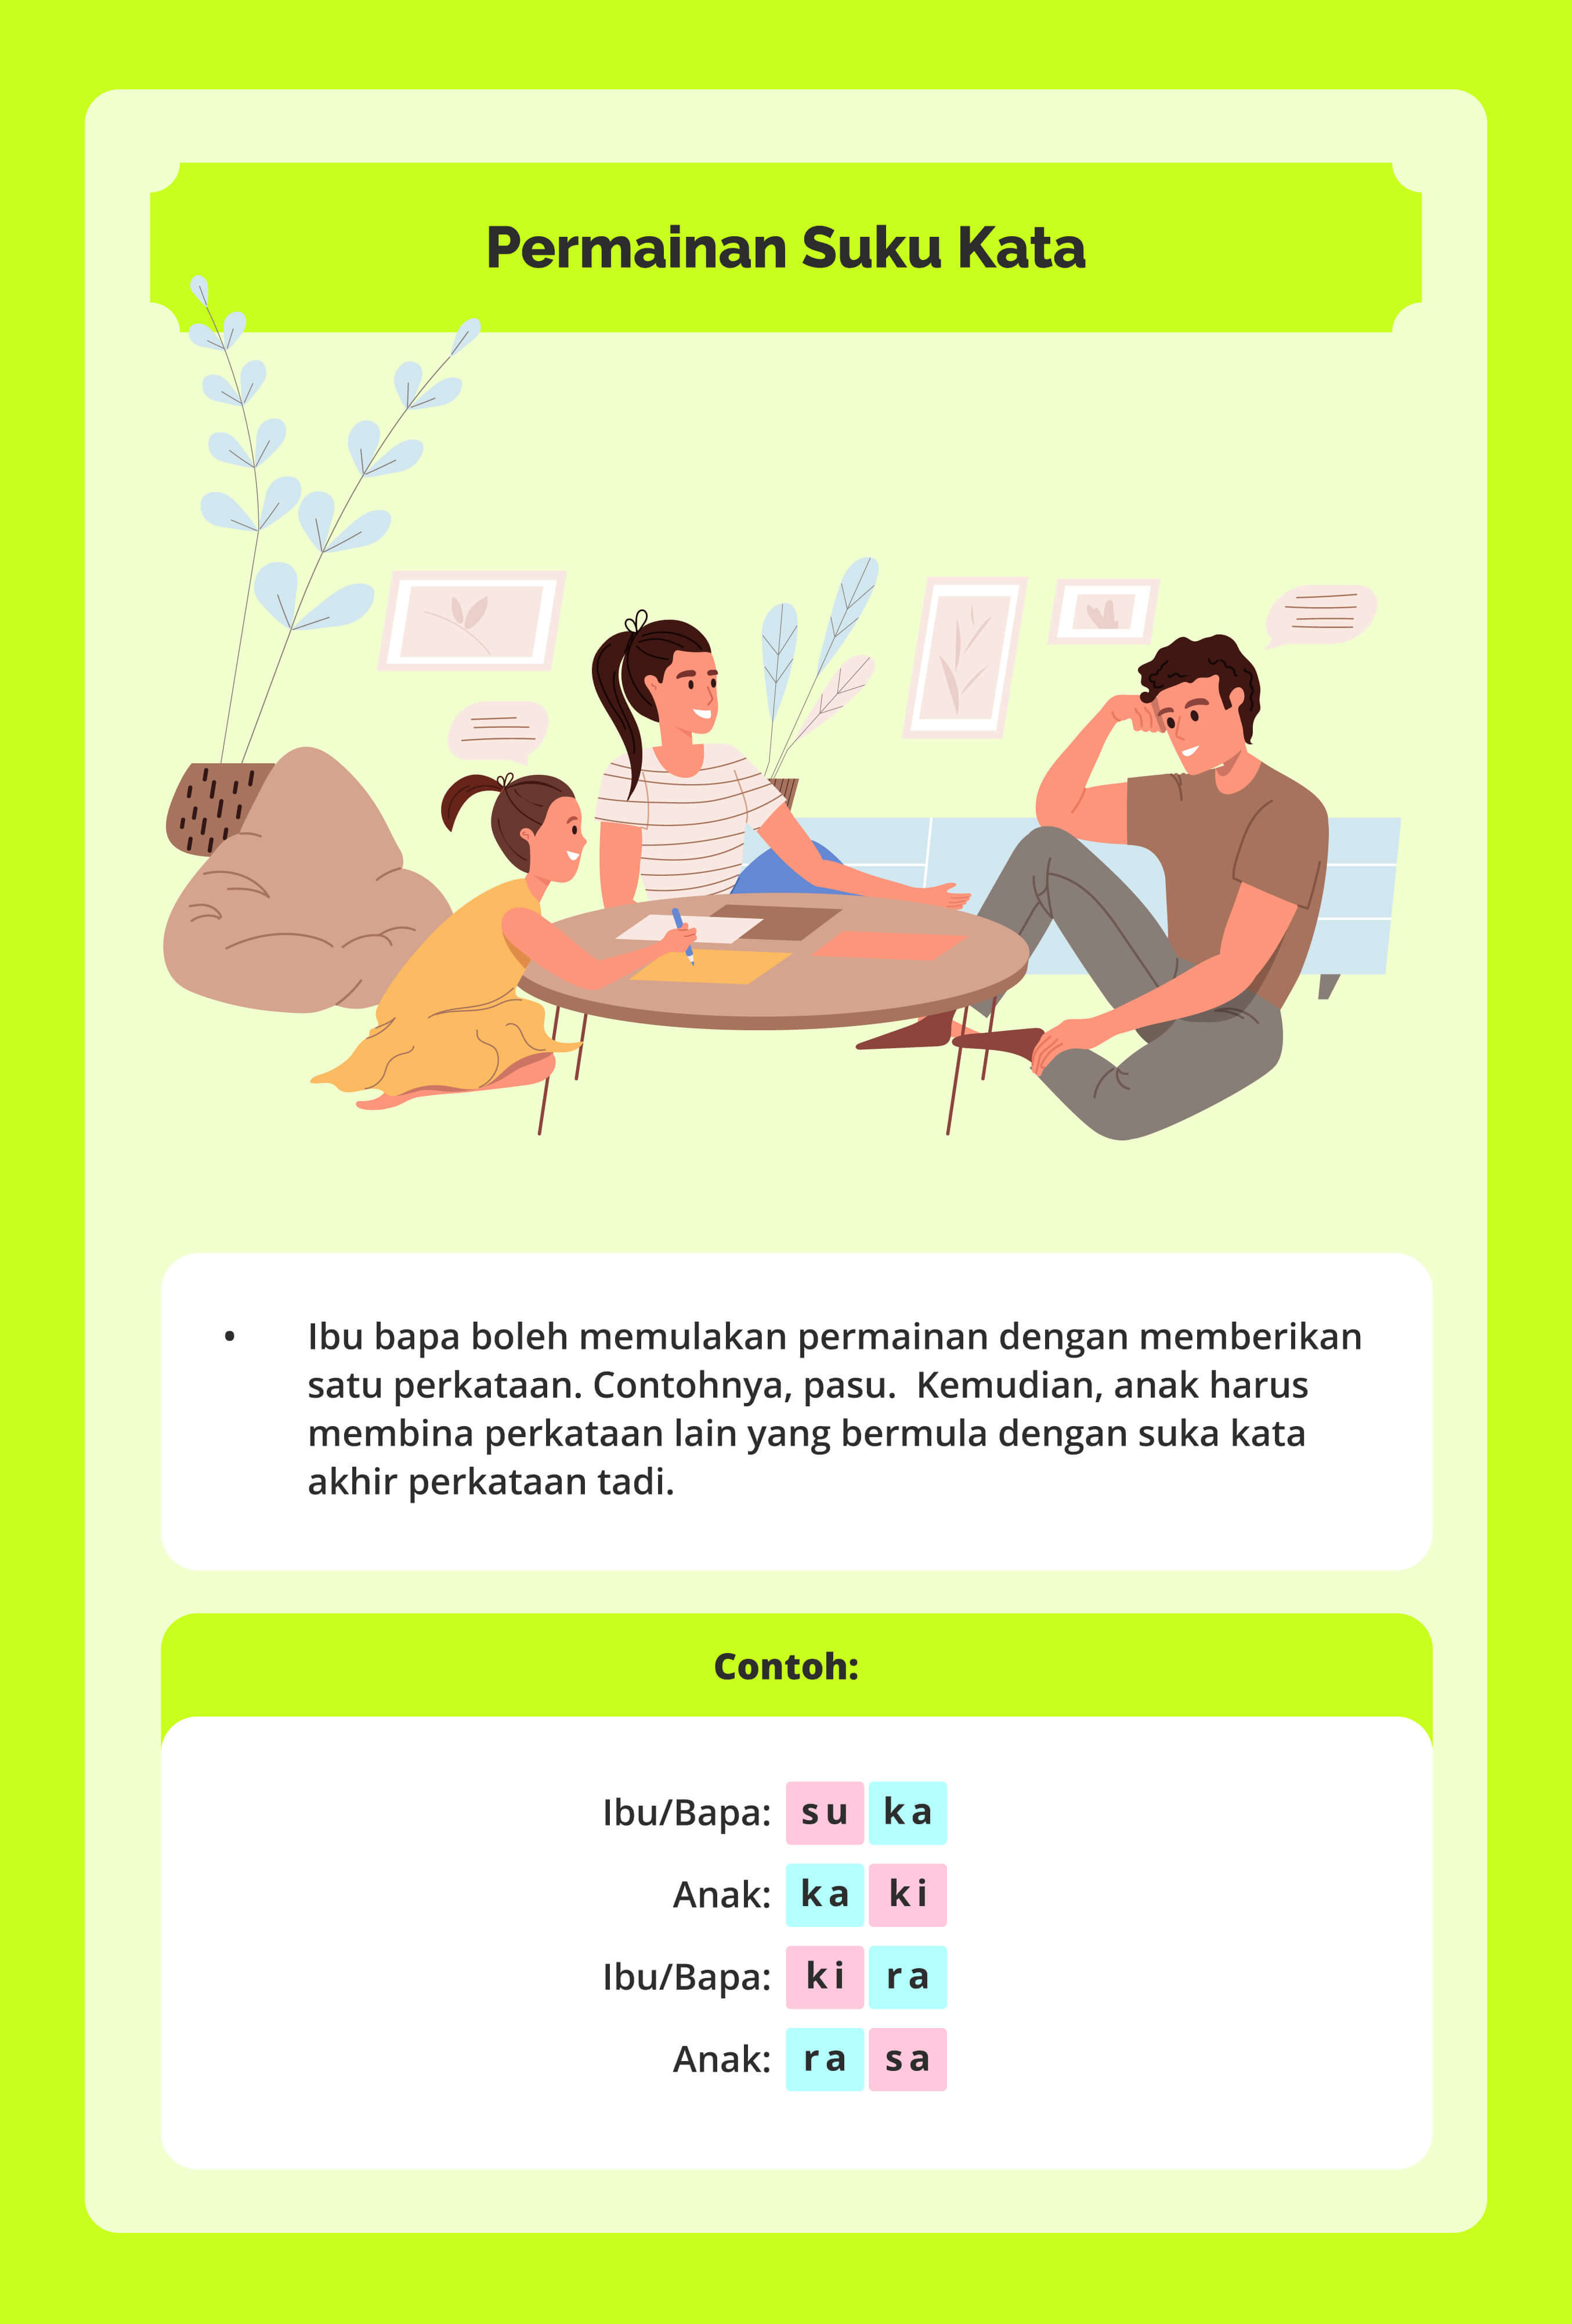 Permainan Suku Kata
• Ibu bapa boleh memulakan permainan dengan memberikan
satu perkataan. Contohnya, pasu.  Kemudian, anak harus
membina perkataan lain yang bermula dengan suka kata
akhir perkataan tadi.
Contoh:
Ibu/Bapa: su ka
Anak: ka ki
Ibu/Bapa: ki ra
Anak: ra sa